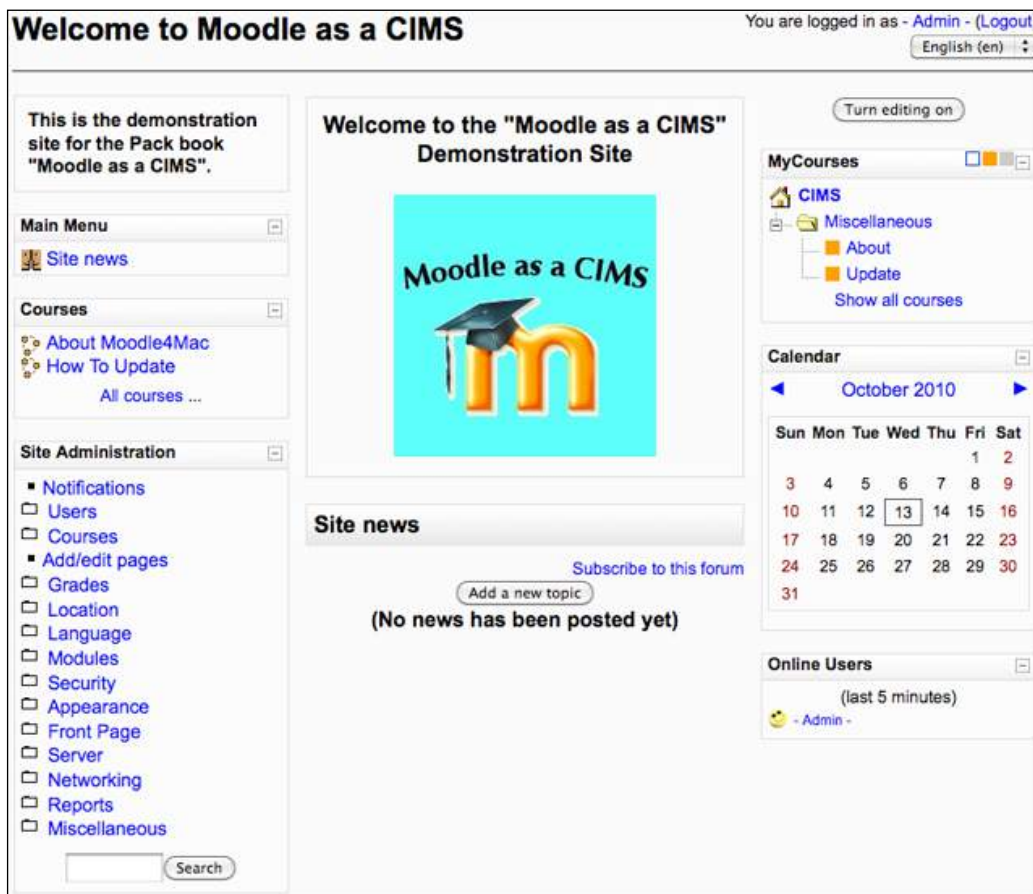 Welcome to Moodle as a CIMS
You are logged in as - Admin - (Logout
English (en)
This is the demonstration
site for the Pack book
"Moodle as a CIMS".
Main Menu
Site news
Courses
About Moodle4Mac
How To Update
All courses ...
Site Administration
Notifications
Users
Courses
Add/edit pages
Grades
Location
Language
Modules
Security
Appearance
Front Page
Server
Networking
Reports
Miscellaneous
Search
Welcome to the "Moodle as a CIMS"
Demonstration Site
Moodle as a CIMS
m
Site news
Subscribe to this forum
Add a new topic
(No news has been posted yet)
Turn editing on
MyCourses
CIMS
Miscellaneous
About
Update
Show all courses
Calendar
October 2010
Sun Mon Tue Wed Thu Fri Sat
1 2
3 4 5 6 7 8 9
10 11 12 13 14 15 16
17 18 19 20 21 22 23
24 25 26 27 28 29 30
31
Online Users
(last 5 minutes)
- Admin -